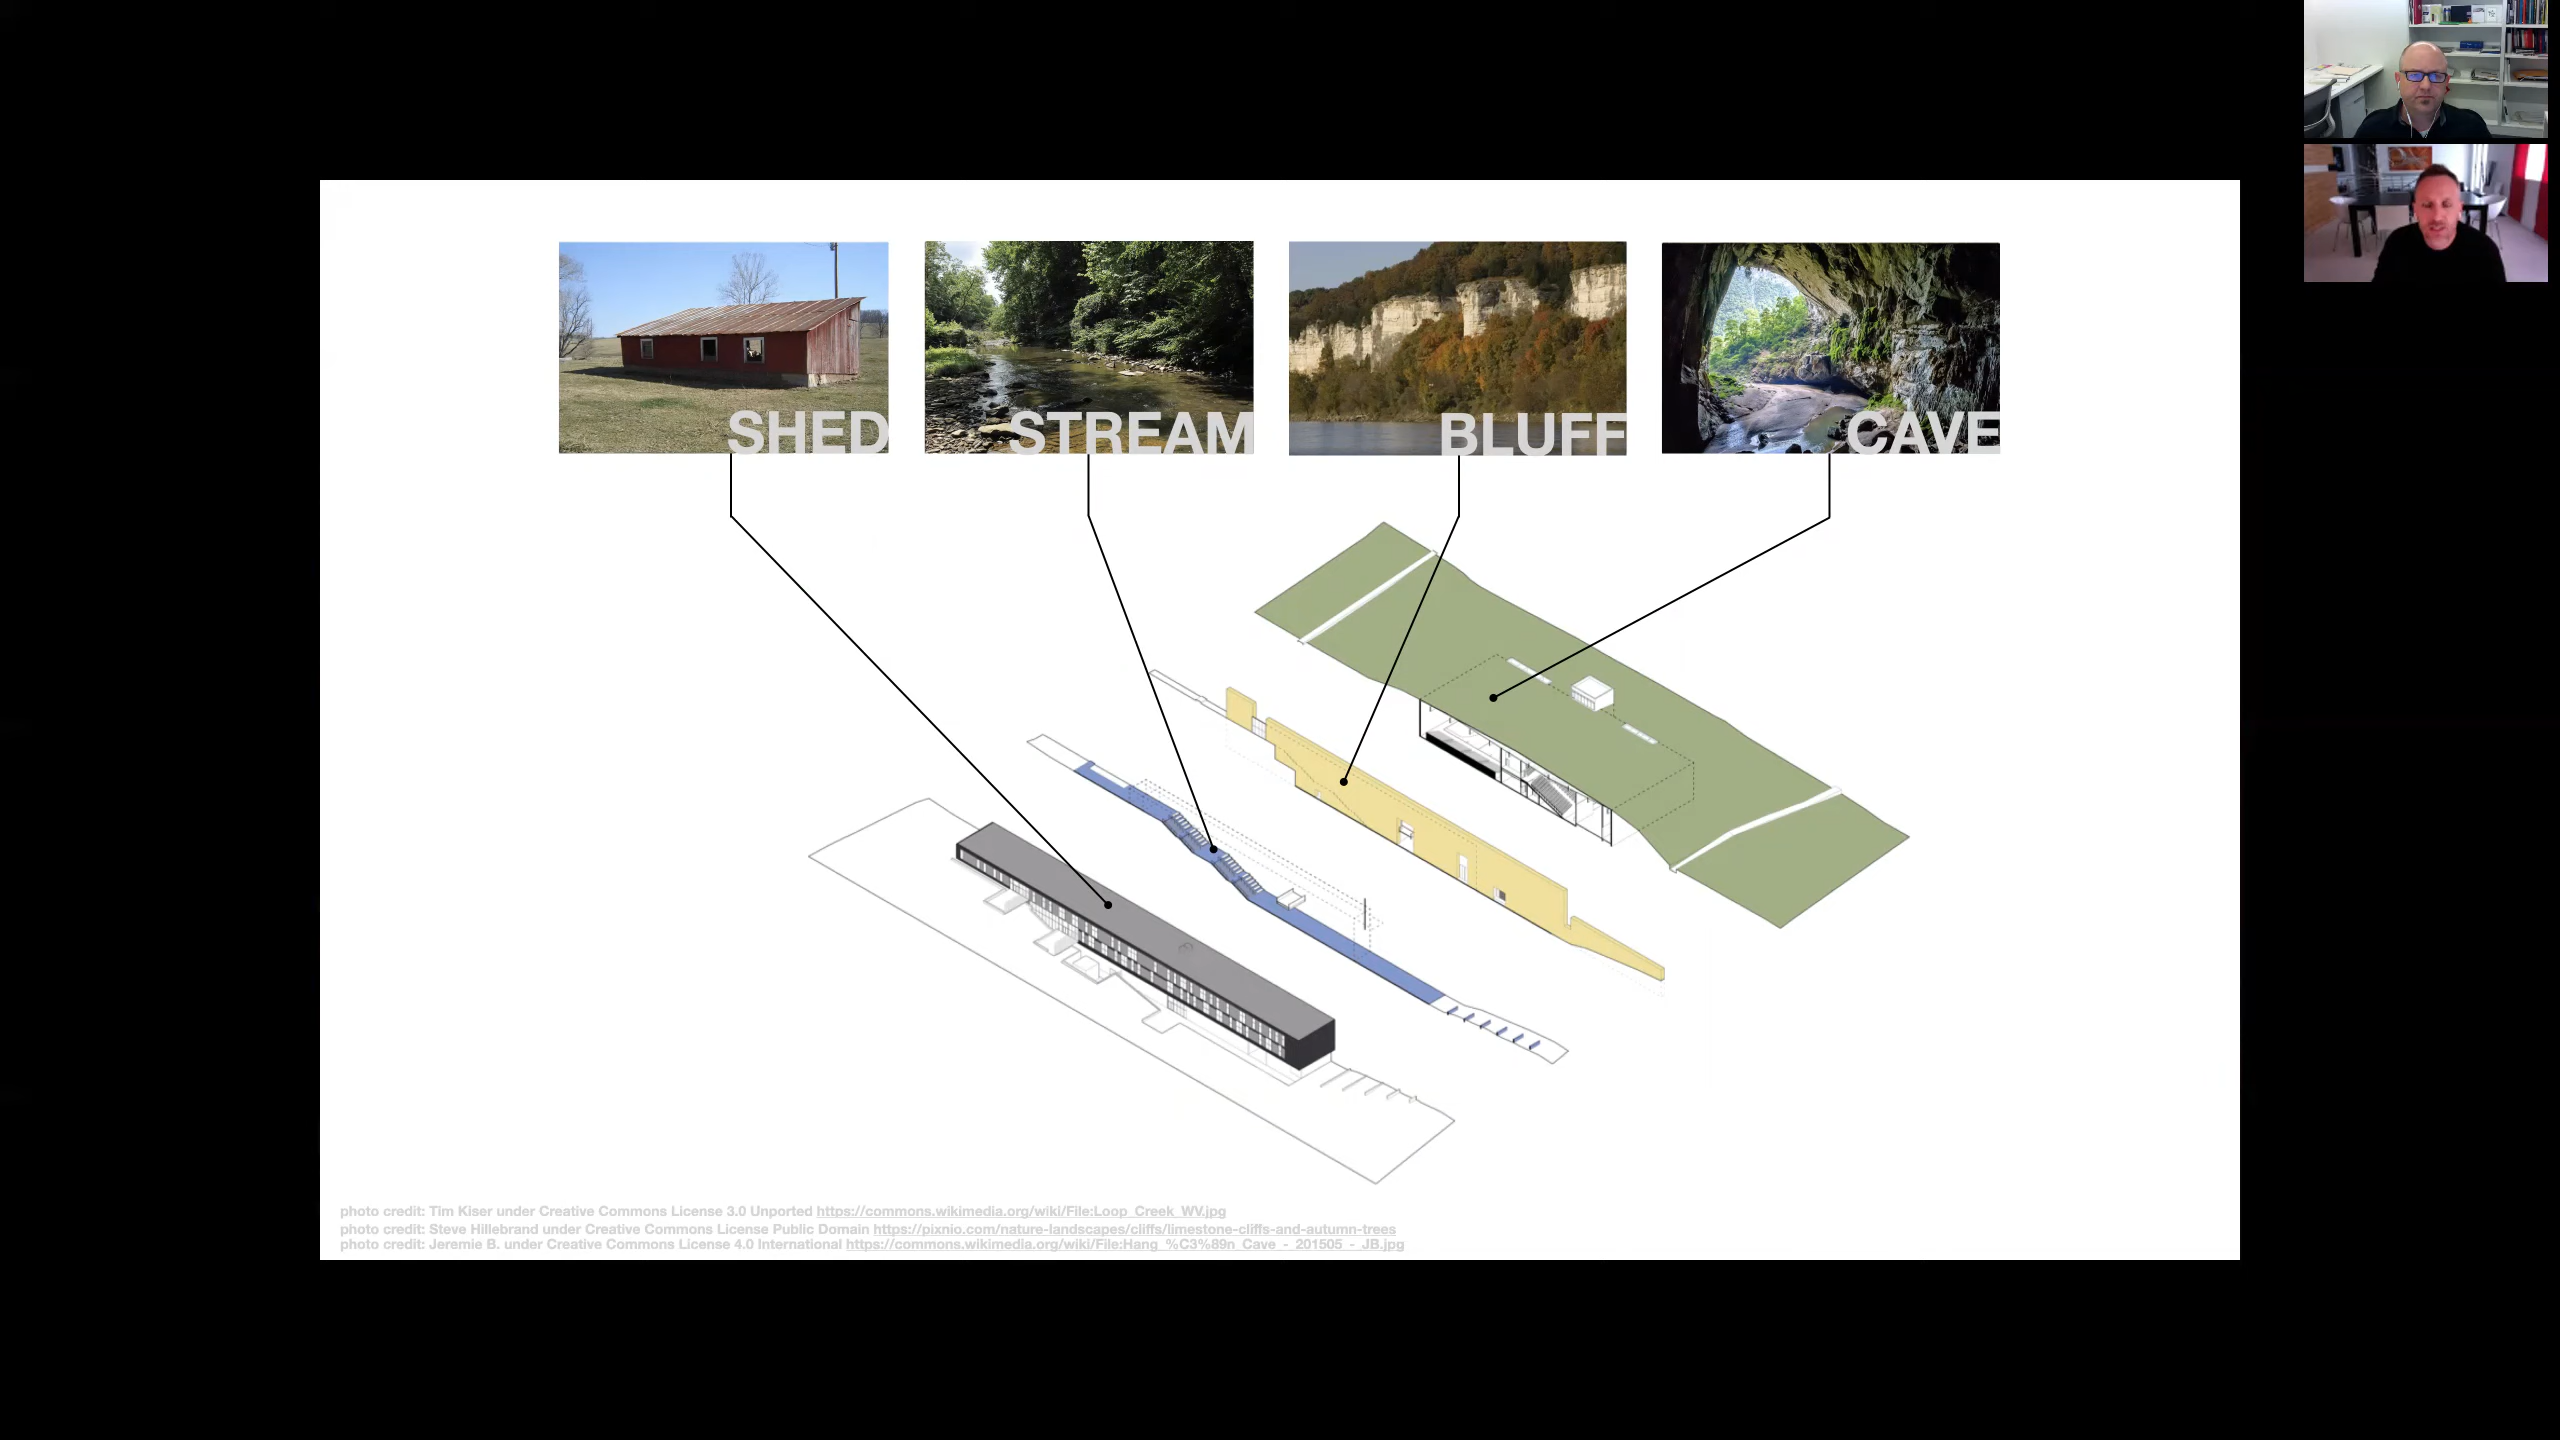 SHED
STREAM
BLUFF
CAVE
photo credit: Tim Kiser under Creative Commons License 3.0 Unported https://commons.wikimedia.org/wiki/File:Loop_Creek_WV.jpg
photo credit: Steve Hillebrand under Creative Commons License Public Domain https://pixnio.com/nature-landscapes/cliffs/limestone-cliffs-and-autumn-trees
photo credit: Jeremie B. under Creative Commons License 4.0 International https://commons.wikimedia.org/wiki/File:Hang_%C3%89n_Cave_-_201505_-_JB.jpg